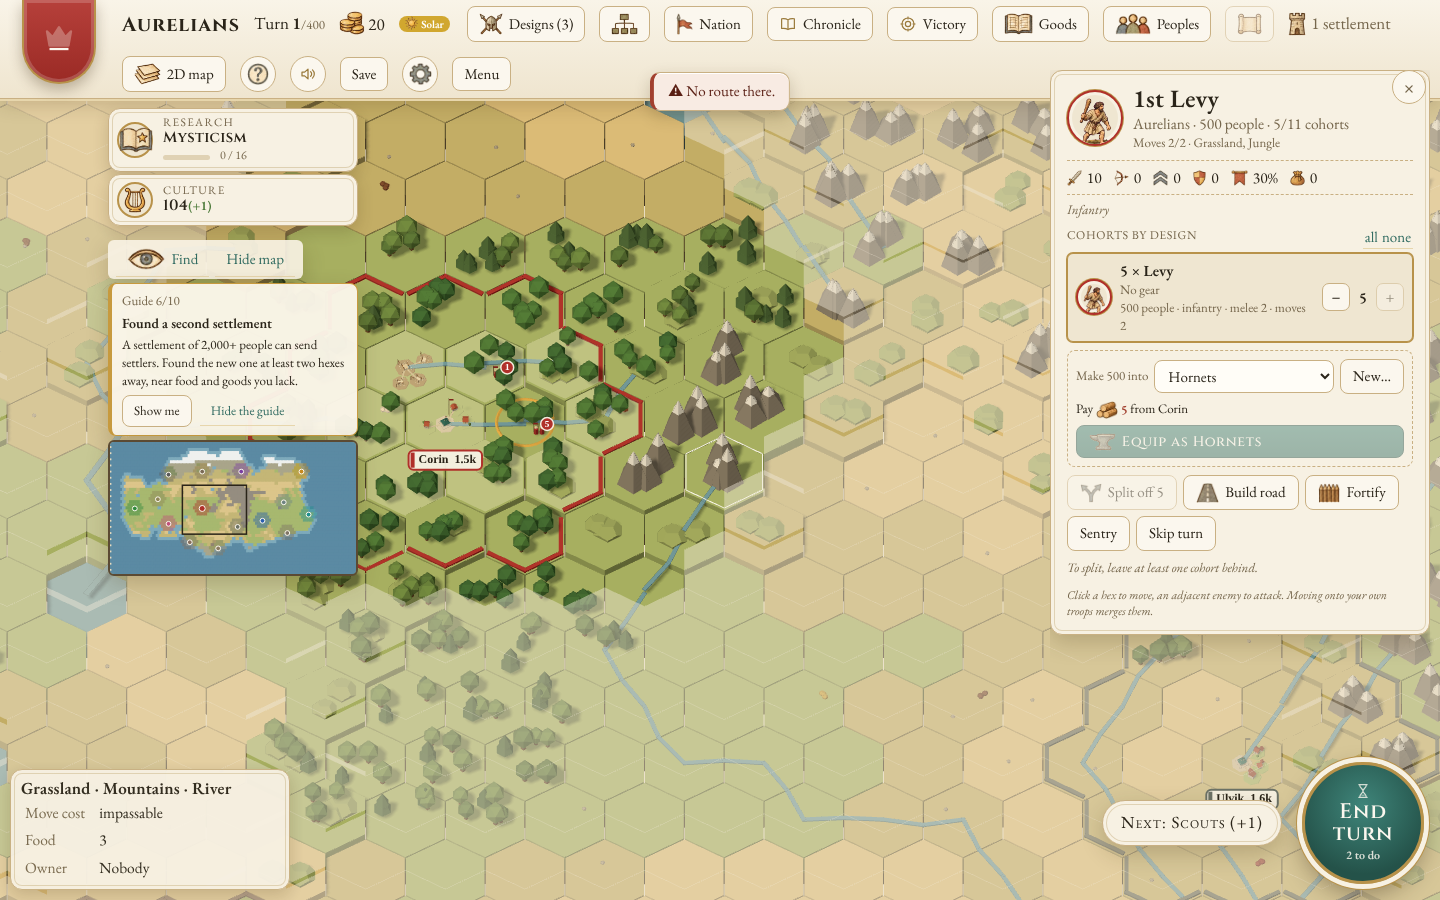 AURELIANS Turn 1/400 20 Solar Designs (3) Nation Chronicle Victory Goods Peoples 1 settlement
2D map ? Save Menu
No route there.
RESEARCH
MYSTICISM
0 / 16
CULTURE
104(+1)
Find Hide map
Guide 6/10
Found a second settlement
A settlement of 2,000+ people can send
settlers. Found the new one at least two hexes
away, near food and goods you lack.
Show me Hide the guide
1
5
Corin 1.5k
Grassland · Mountains · River
Move cost impassable
Food 3
Owner Nobody
×
1st Levy
Aurelians · 500 people · 5/11 cohorts
Moves 2/2 · Grassland, Jungle
10 0 0 0 30% 0
Infantry
COHORTS BY DESIGN all none
5 × Levy
No gear
500 people · infantry · melee 2 · moves
2
− 5 +
Make 500 into Hornets New...
Pay 5 from Corin
EQUIP AS HORNETS
Split off 5 Build road Fortify
Sentry Skip turn
To split, leave at least one cohort behind.
Click a hex to move, an adjacent enemy to attack. Moving onto your own
troops merges them.
Ulvik 1.6k
NEXT: SCOUTS (+1)
END
TURN
2 to do